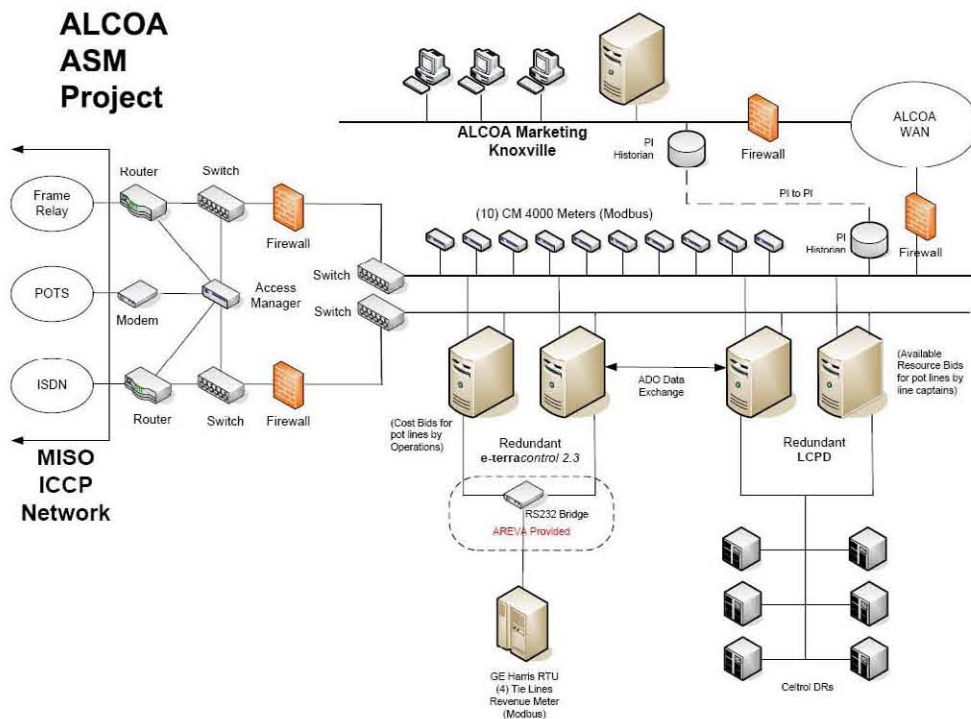 ALCOA
ASM
Project
ALCOA Marketing
Knoxville
PI
Historian
Firewall
ALCOA
WAN
PI to PI
Frame
Relay
Router
Switch
Firewall
(10) CM 4000 Meters (Modbus)
PI
Historian
Firewall
Switch
Switch
POTS
Modem
Access
Manager
ISDN
Router
Switch
Firewall
MISO
ICCP
Network
(Cost Bids for
pot lines by
Operations)
Redundant
e-terracontrol 2.3
ADO Data
Exchange
(Available
Resource Bids
for pot lines by
line captains)
Redundant
LCPD
RS232 Bridge
AREVA Provided
GE Harris RTU
(4) Tie Lines
Revenue Meter
(Modbus)
Celtrol DRs